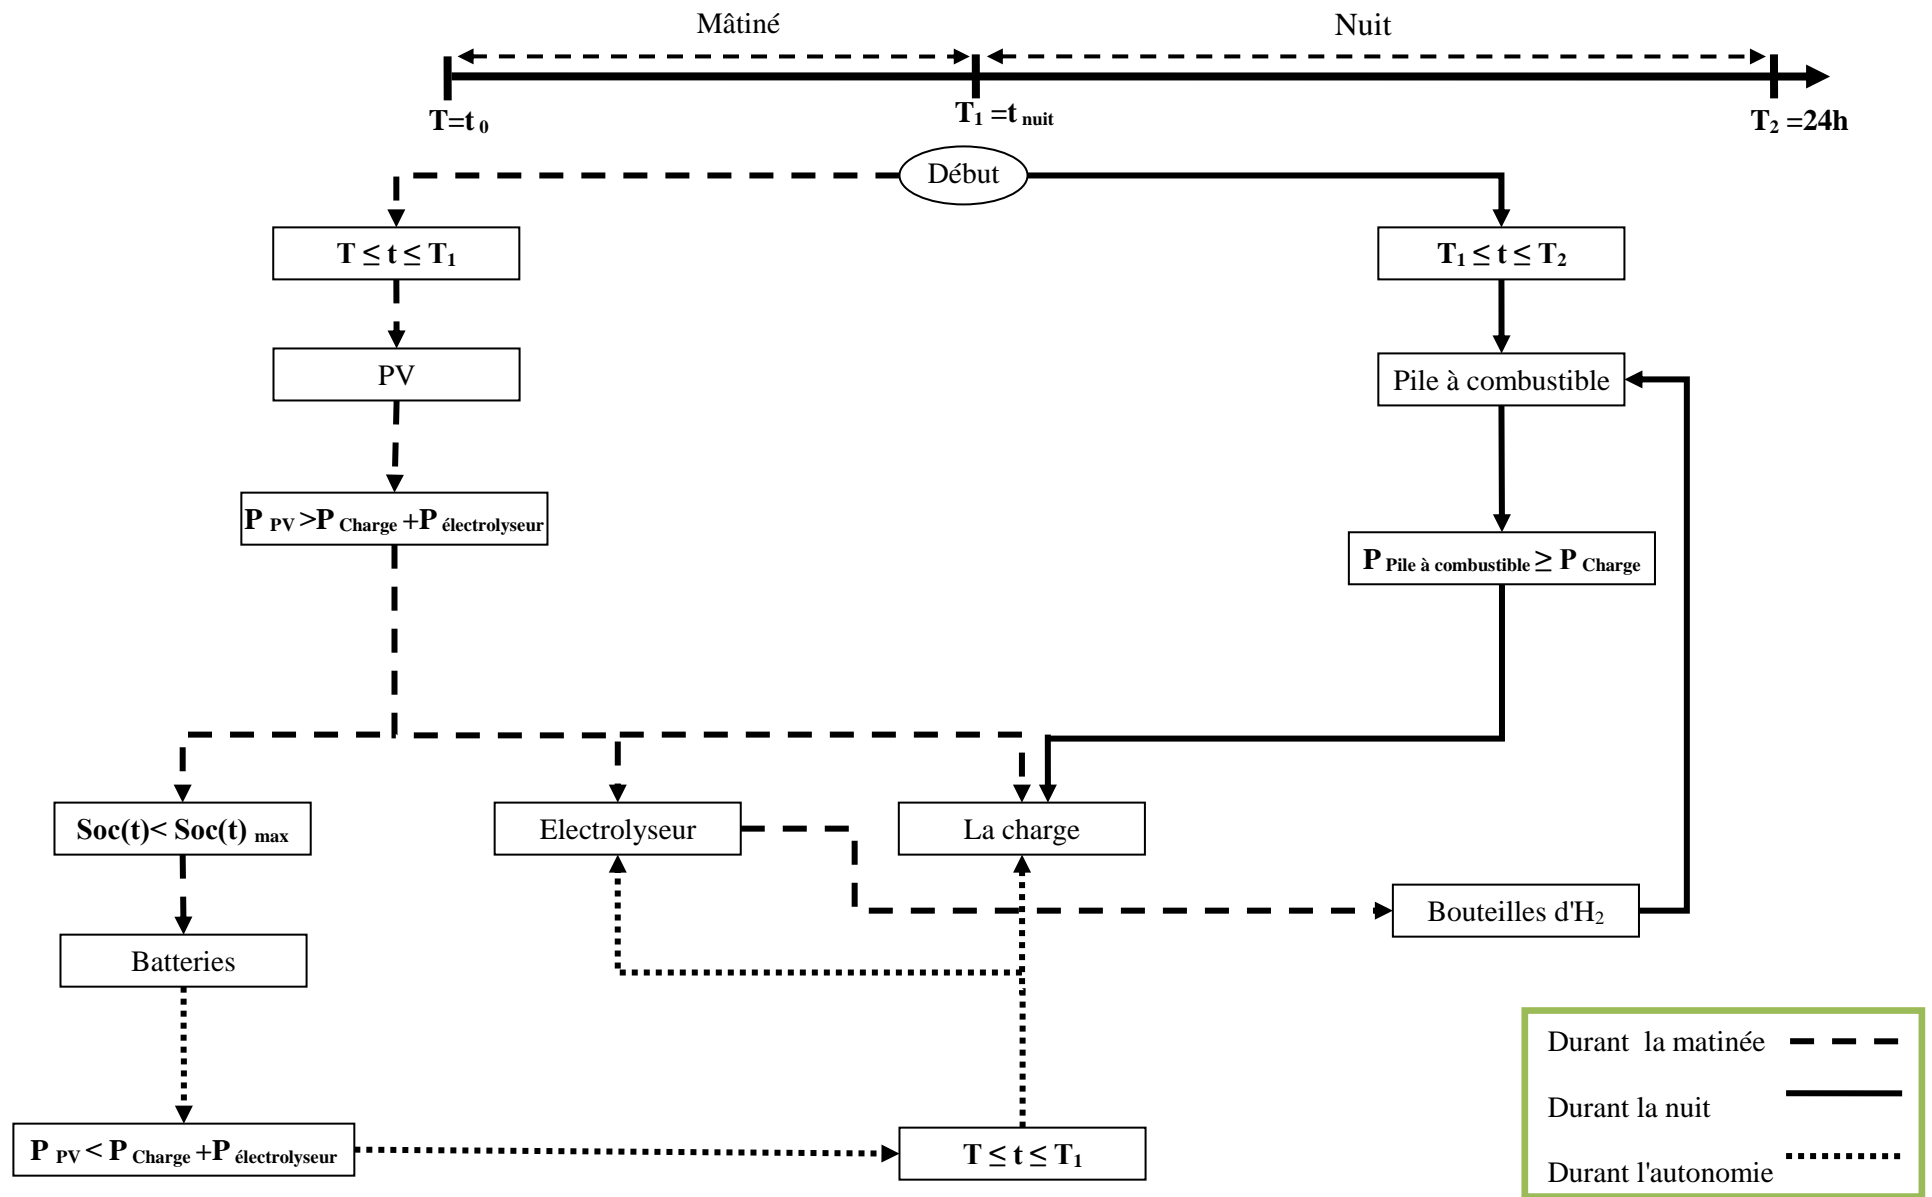 Mâtiné
Nuit
T=t 0
T1 =t nuit
T2 =24h
Début
T ≤ t ≤ T1
T1 ≤ t ≤ T2
PV
Pile à combustible
P PV >P Charge +P électrolyseur
P Pile à combustible ≥ P Charge
Soc(t)< Soc(t) max
Electrolyseur
La charge
Bouteilles d'H2
Batteries
P PV < P Charge +P électrolyseur
T ≤ t ≤ T1
Durant la matinée
Durant la nuit
Durant l'autonomie